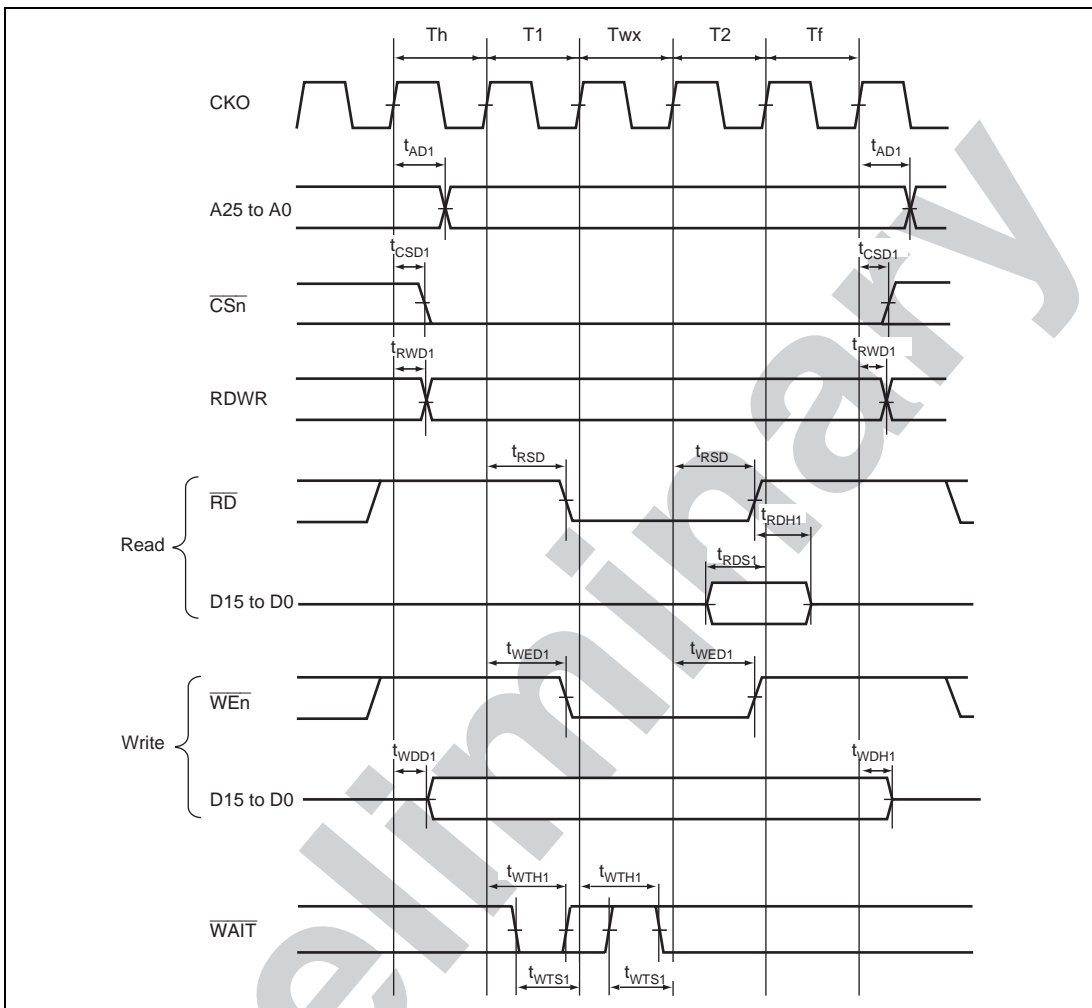 Th T1 Twx T2 Tf
CKO
tAD1 tAD1
A25 to A0
tCSD1 tCSD1
CSn
tRWD1 tRWD1
RDWR
tRSD tRSD
RD
tRDH1
Read
tRDS1
D15 to D0
tWED1 tWED1
WEn
Write
tWDD1 tWDH1
D15 to D0
tWTH1 tWTH1
WAIT
tWTS1 tWTS1
eliminary